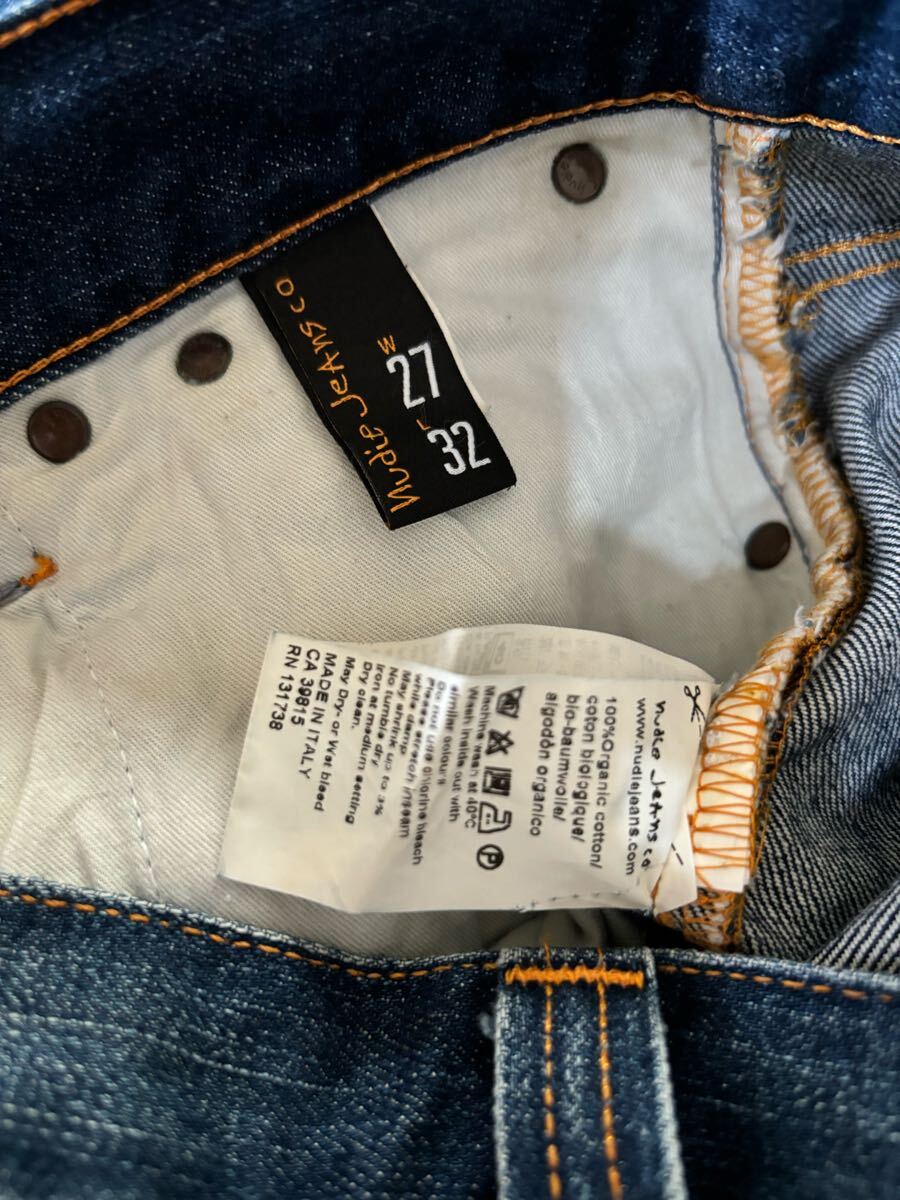 Nudie Jeans co
W
27
L
32
nudie Jeans co
www.nudiejeans.com
100%Organic cotton/
coton biologique/
bio-baumwolle/
algodón organico
P
Machine wash at 40°C
Wash inside out with
similar colours
Do not use chlorine bleach
Please stretch inseam
while damp
May shrink up to 3%
No tumble dry
Iron at medium setting
Dry clean.
May Dry- or Wet bleed
MADE IN ITALY
CA 39815
RN 131738